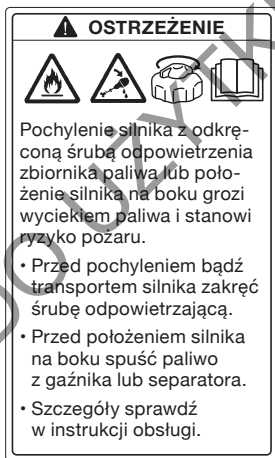 OSTRZEŻENIE
Pochylenie silnika z odkrę-
coną śrubą odpowietrzenia
zbiornika paliwa lub poło-
żenie silnika na boku grozi
wyciekiem paliwa i stanowi
ryzyko pożaru.
• Przed pochyleniem bądź
transportem silnika zakręć
śrubę odpowietrzającą.
• Przed położeniem silnika
na boku spuść paliwo
z gaźnika lub separatora.
• Szczegóły sprawdź
w instrukcji obsługi.